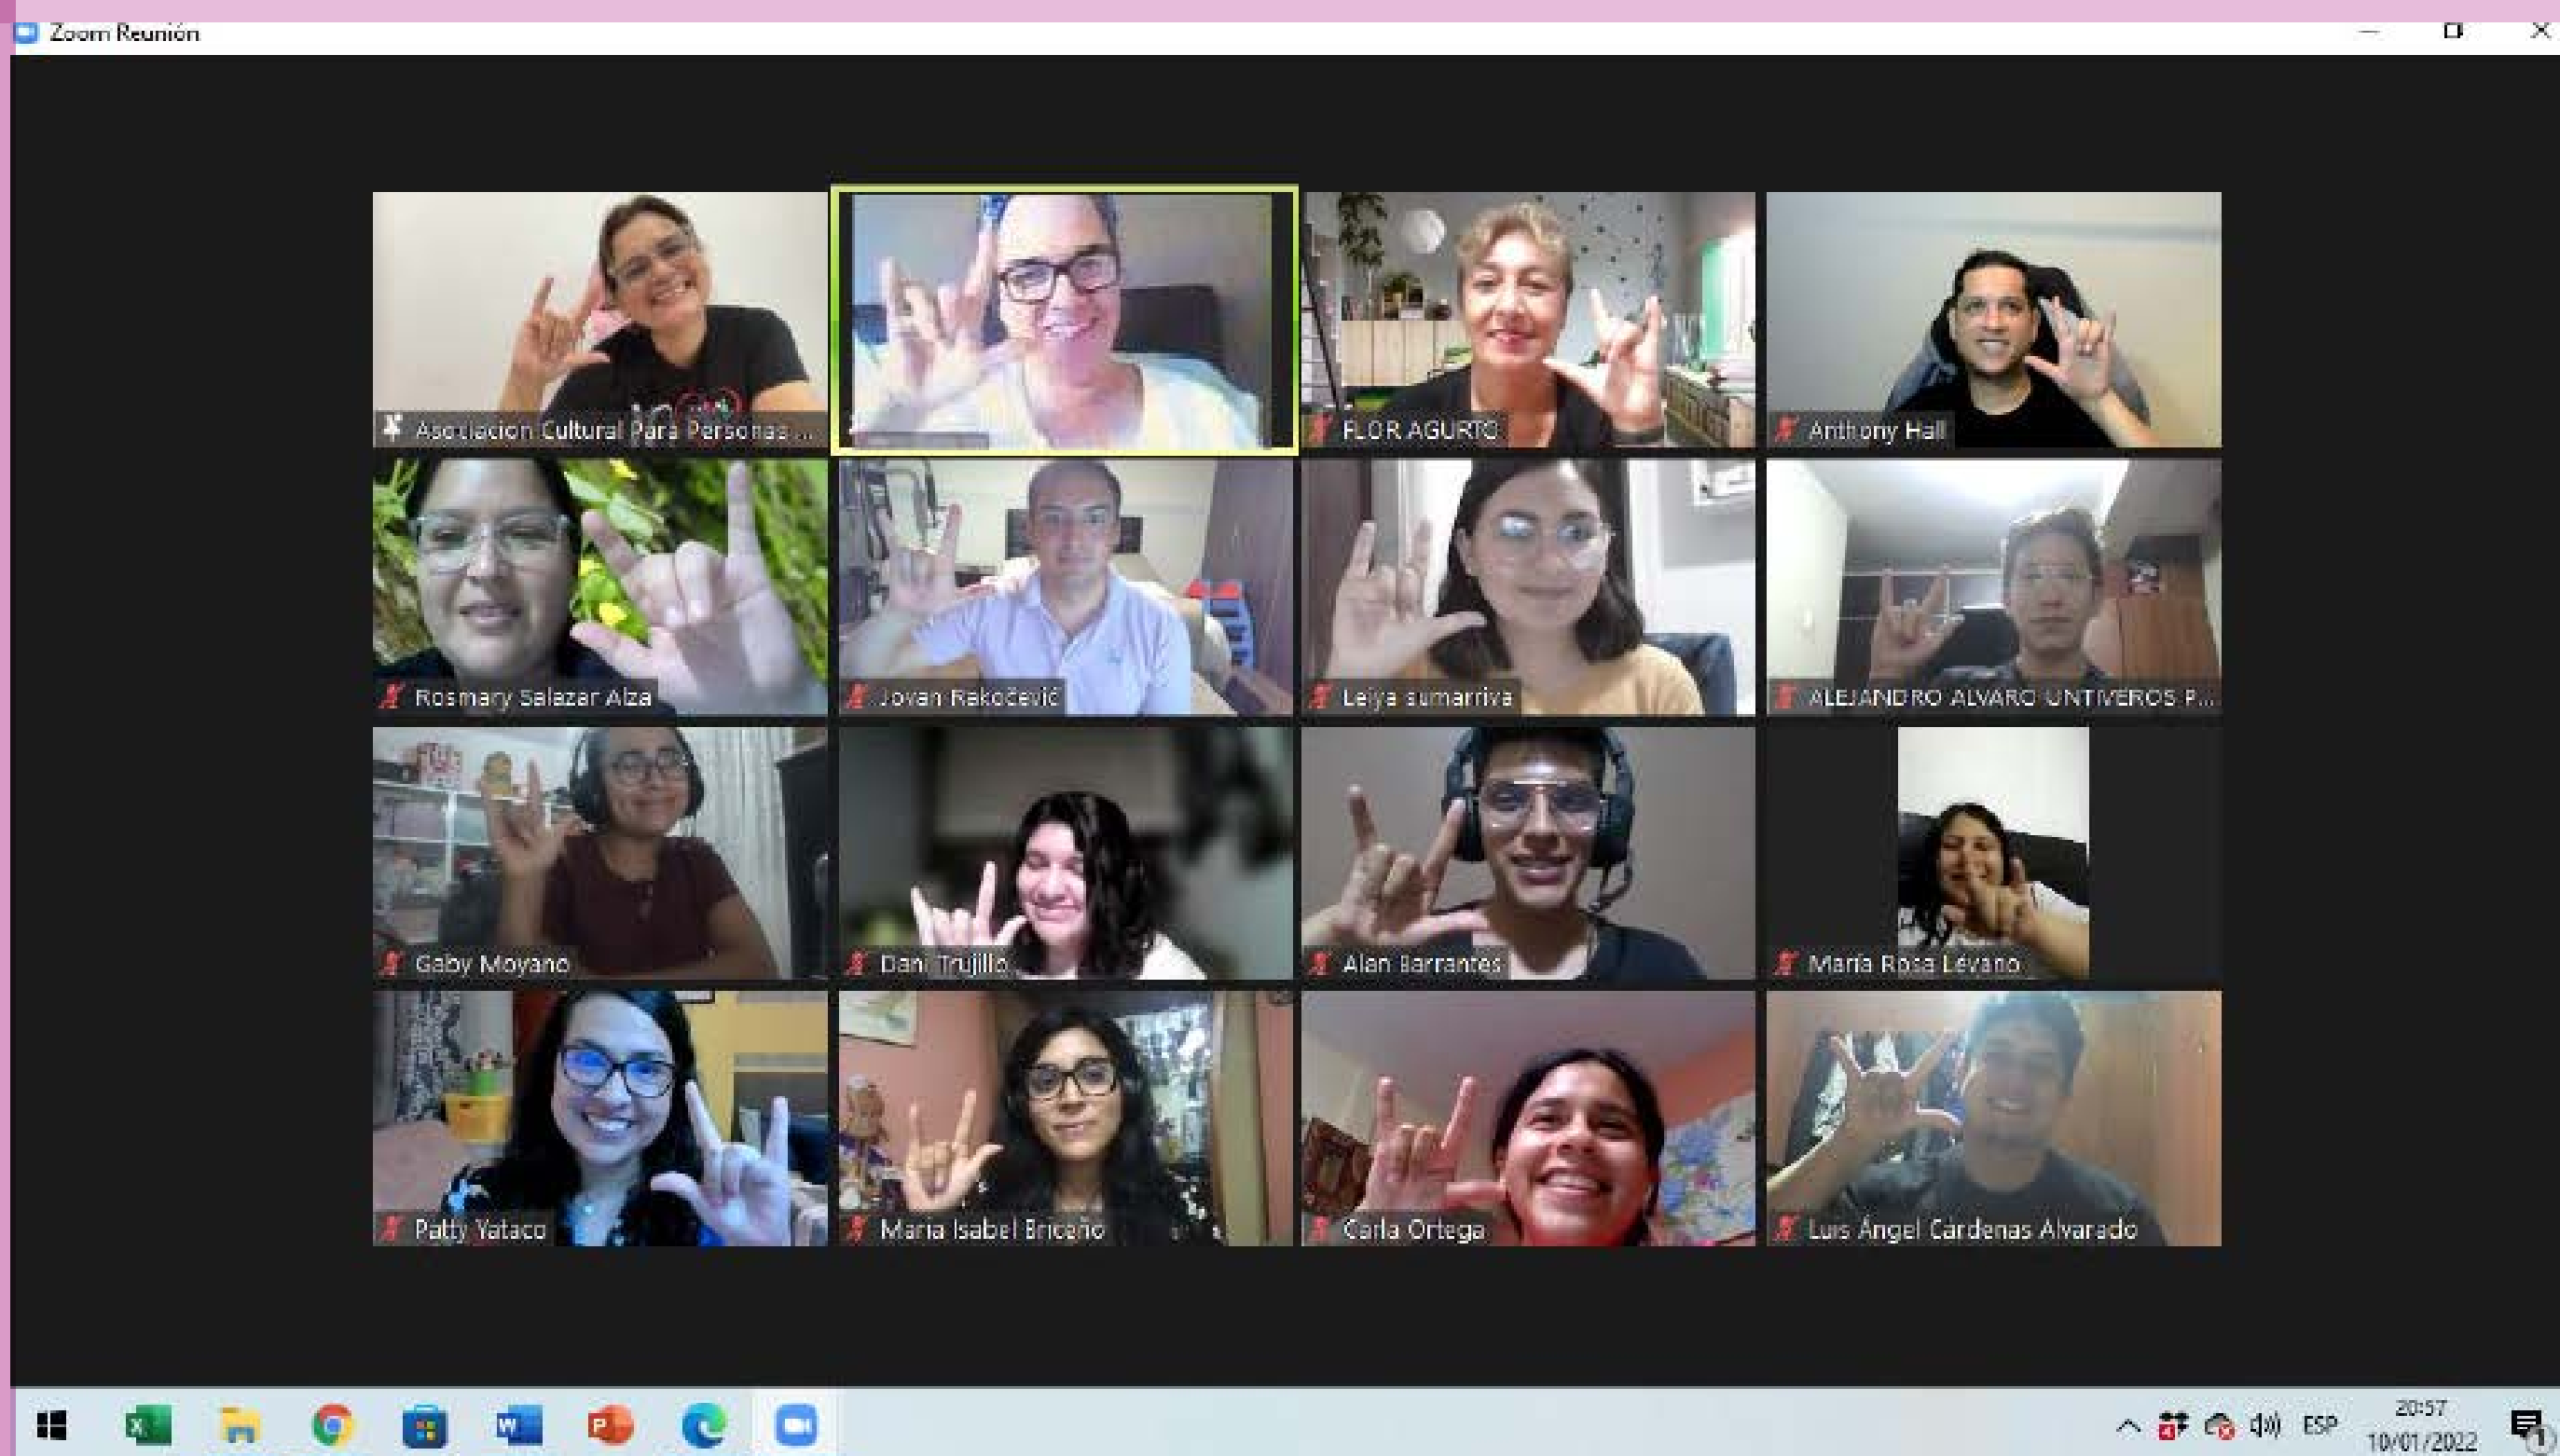 Zoom Reunión
Asociacion Cultural Para Personas ...
FLOR AGURTO
Anthony Hall
Rosmary Salazar Alza
Jovan Rakočević
Leiya sumarriva
ALEJANDRO ALVARO UNTIVEROS P...
Gaby Moyano
Dani Trujillo
Alan Barrantes
María Rosa Lévano
Patty Yataco
Maria Isabel Briceño
Carla Ortega
Luis Ángel Cárdenas Alvarado
ESP
20:57
10/01/2022
1